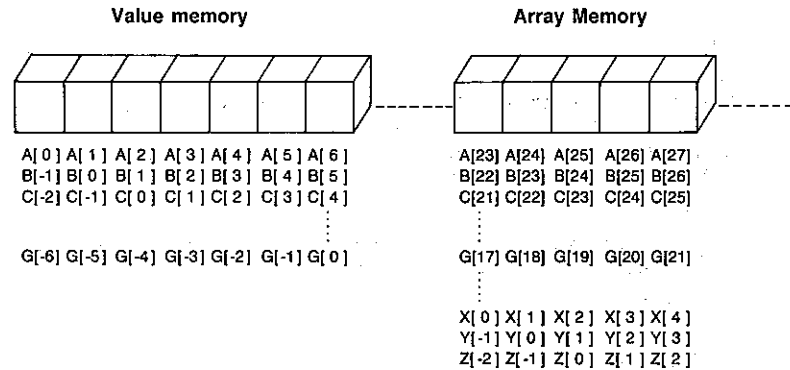 Value memory Array Memory
A[ 0 ] A[ 1 ] A[ 2 ] A[ 3 ] A[ 4 ] A[ 5 ] A[ 6 ] A[23] A[24] A[25] A[26] A[27]
B[-1] B[ 0 ] B[ 1 ] B[ 2 ] B[ 3 ] B[ 4 ] B[ 5 ] B[22] B[23] B[24] B[25] B[26]
C[-2] C[-1] C[ 0 ] C[ 1 ] C[ 2 ] C[ 3 ] C[ 4 ] C[21] C[22] C[23] C[24] C[25]
G[-6] G[-5] G[-4] G[-3] G[-2] G[-1] G[ 0 ] G[17] G[18] G[19] G[20] G[21]
X[ 0 ] X[ 1 ] X[ 2 ] X[ 3 ] X[ 4 ]
Y[-1] Y[ 0 ] Y[ 1 ] Y[ 2 ] Y[ 3 ]
Z[-2] Z[-1] Z[ 0 ] Z[ 1 ] Z[ 2 ]